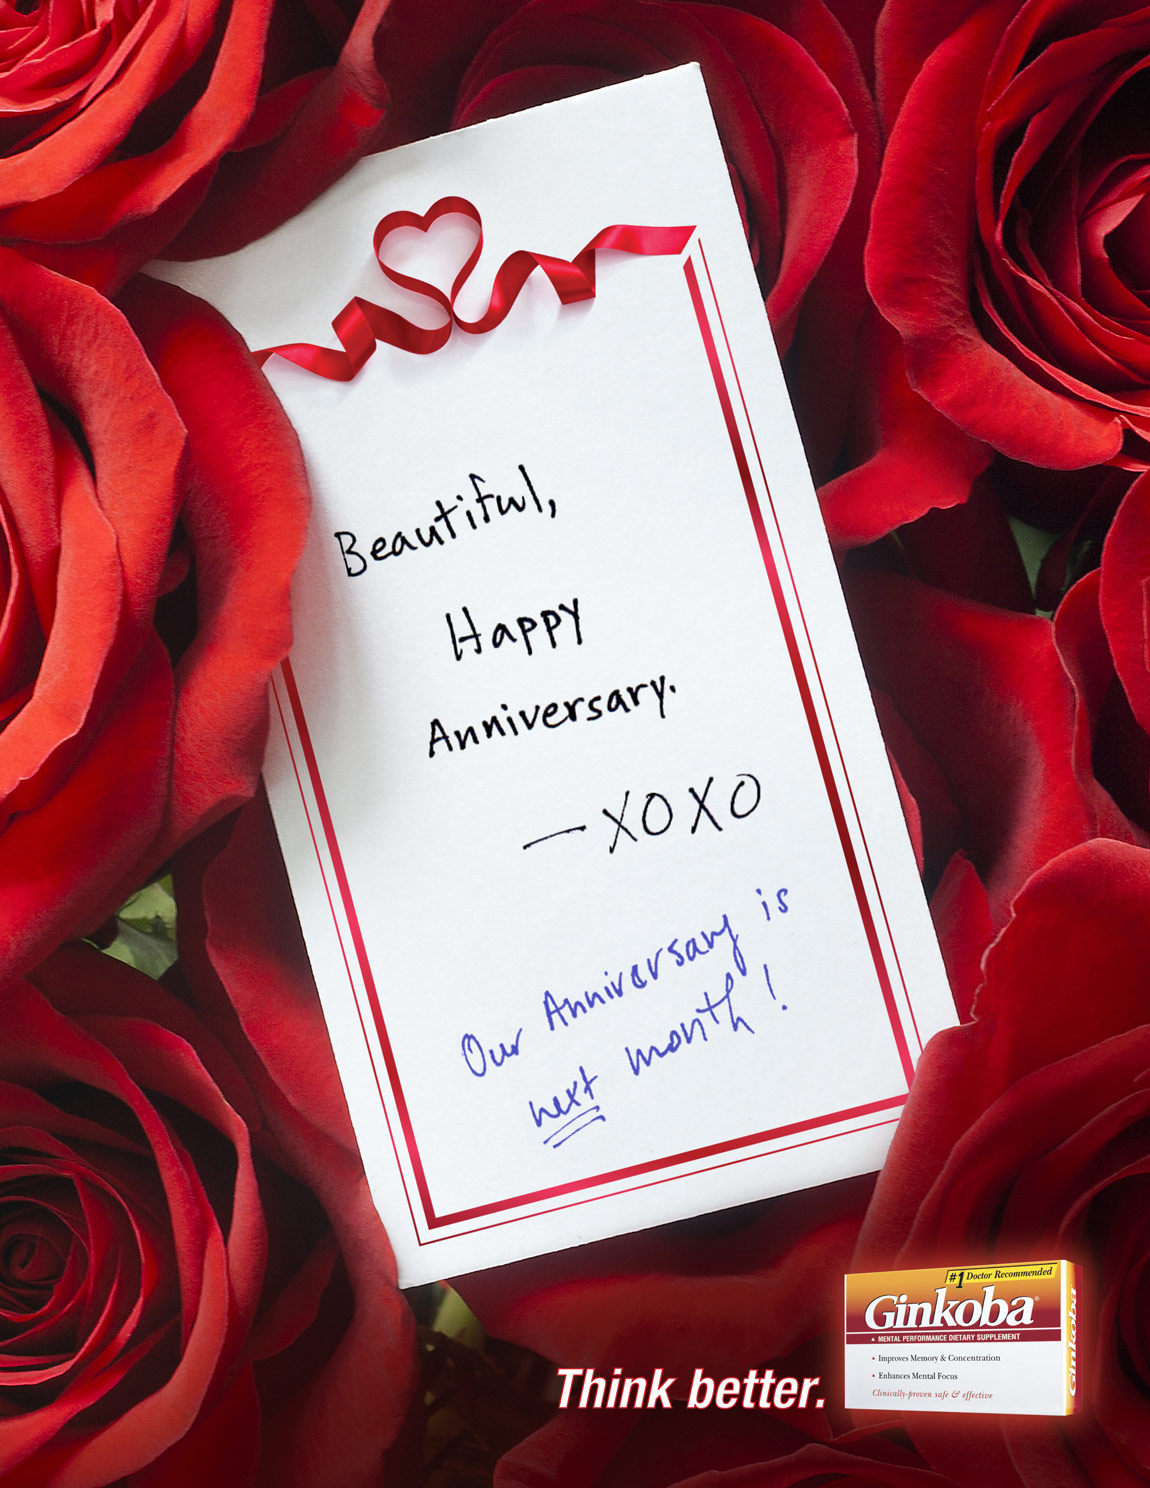 Beautiful,
Happy
Anniversary.
— XOXO
Our Anniversary is
next month!
Think better.
#1 Doctor Recommended
Ginkoba®
▲ MENTAL PERFORMANCE DIETARY SUPPLEMENT
▲ Improves Memory & Concentration
▲ Enhances Mental Focus
Clinically-proven safe & effective
Ginkoba